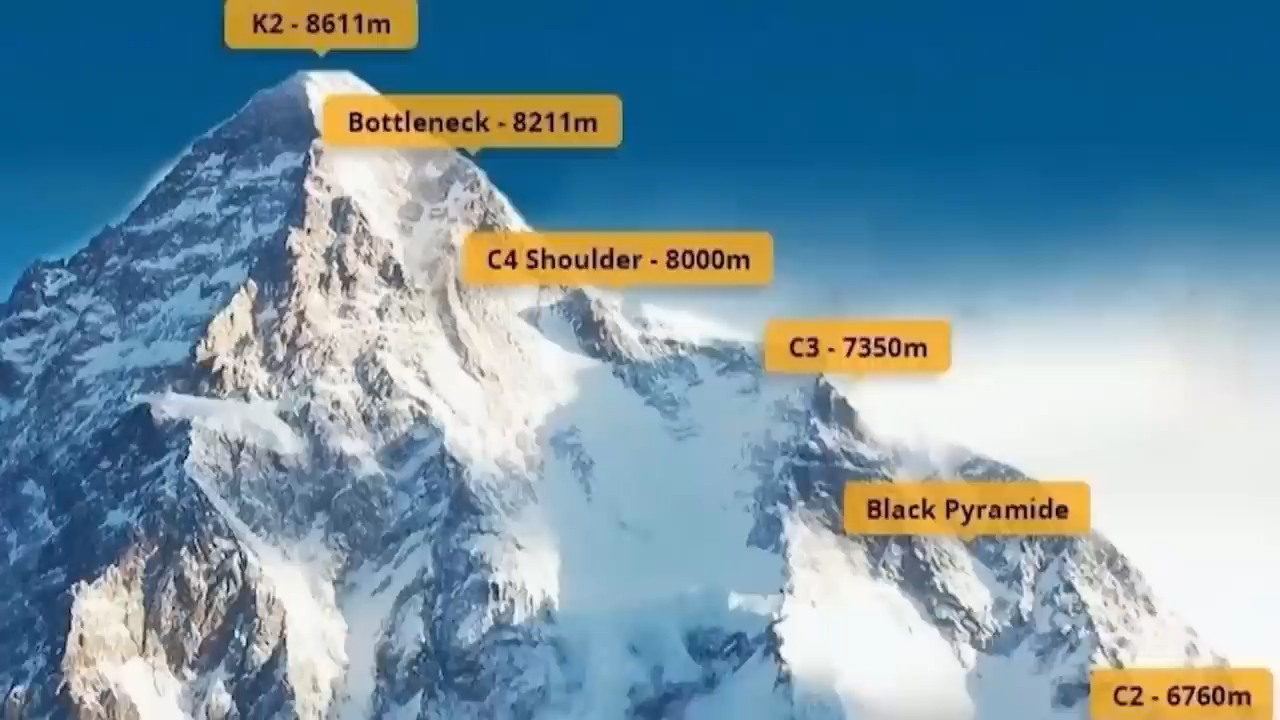 K2 - 8611m
Bottleneck - 8211m
C4 Shoulder - 8000m
C3 - 7350m
Black Pyramide
C2 - 6760m